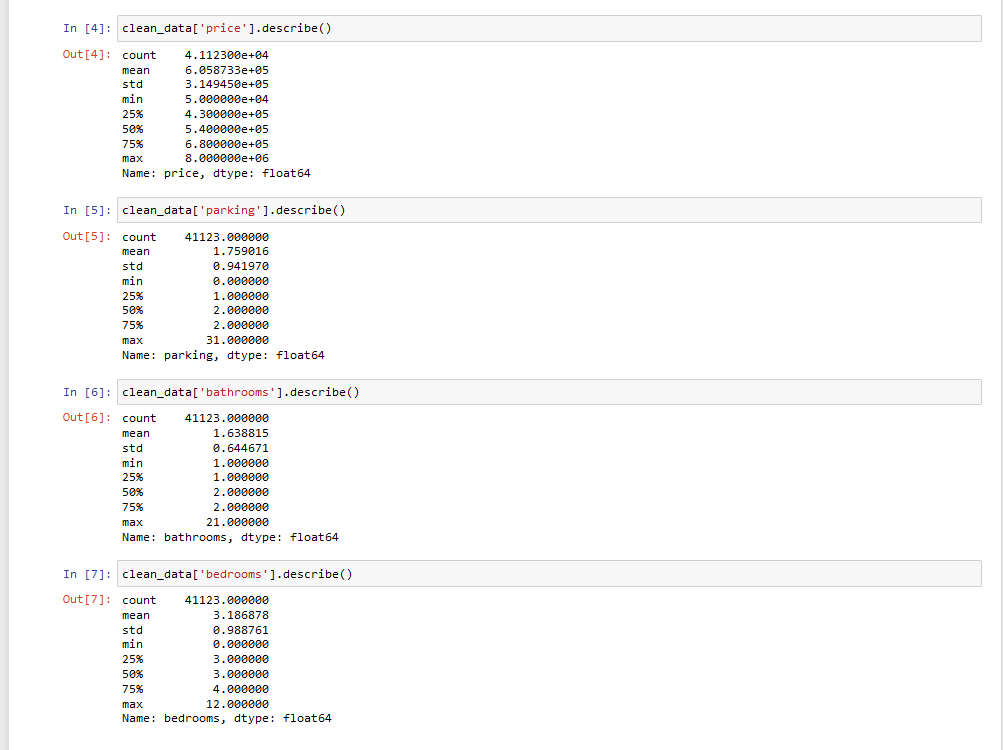 In [4]: clean_data['price'].describe()
Out[4]: count    4.112300e+04
mean     6.058733e+05
std      3.149450e+05
min      5.000000e+04
25%      4.300000e+05
50%      5.400000e+05
75%      6.800000e+05
max      8.000000e+06
Name: price, dtype: float64
In [5]: clean_data['parking'].describe()
Out[5]: count    41123.000000
mean         1.759016
std          0.941970
min          0.000000
25%          1.000000
50%          2.000000
75%          2.000000
max         31.000000
Name: parking, dtype: float64
In [6]: clean_data['bathrooms'].describe()
Out[6]: count    41123.000000
mean         1.638815
std          0.644671
min          1.000000
25%          1.000000
50%          2.000000
75%          2.000000
max         21.000000
Name: bathrooms, dtype: float64
In [7]: clean_data['bedrooms'].describe()
Out[7]: count    41123.000000
mean         3.186878
std          0.988761
min          0.000000
25%          3.000000
50%          3.000000
75%          4.000000
max         12.000000
Name: bedrooms, dtype: float64